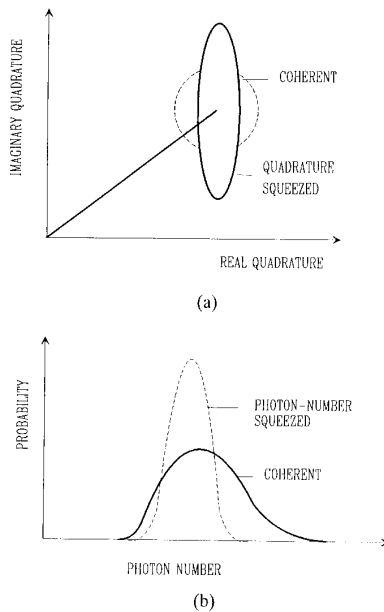 IMAGINARY QUADRATURE
COHERENT
QUADRATURE
SQUEEZED
REAL QUADRATURE
(a)
PROBABILITY
PHOTON-NUMBER
SQUEEZED
COHERENT
PHOTON NUMBER
(b)